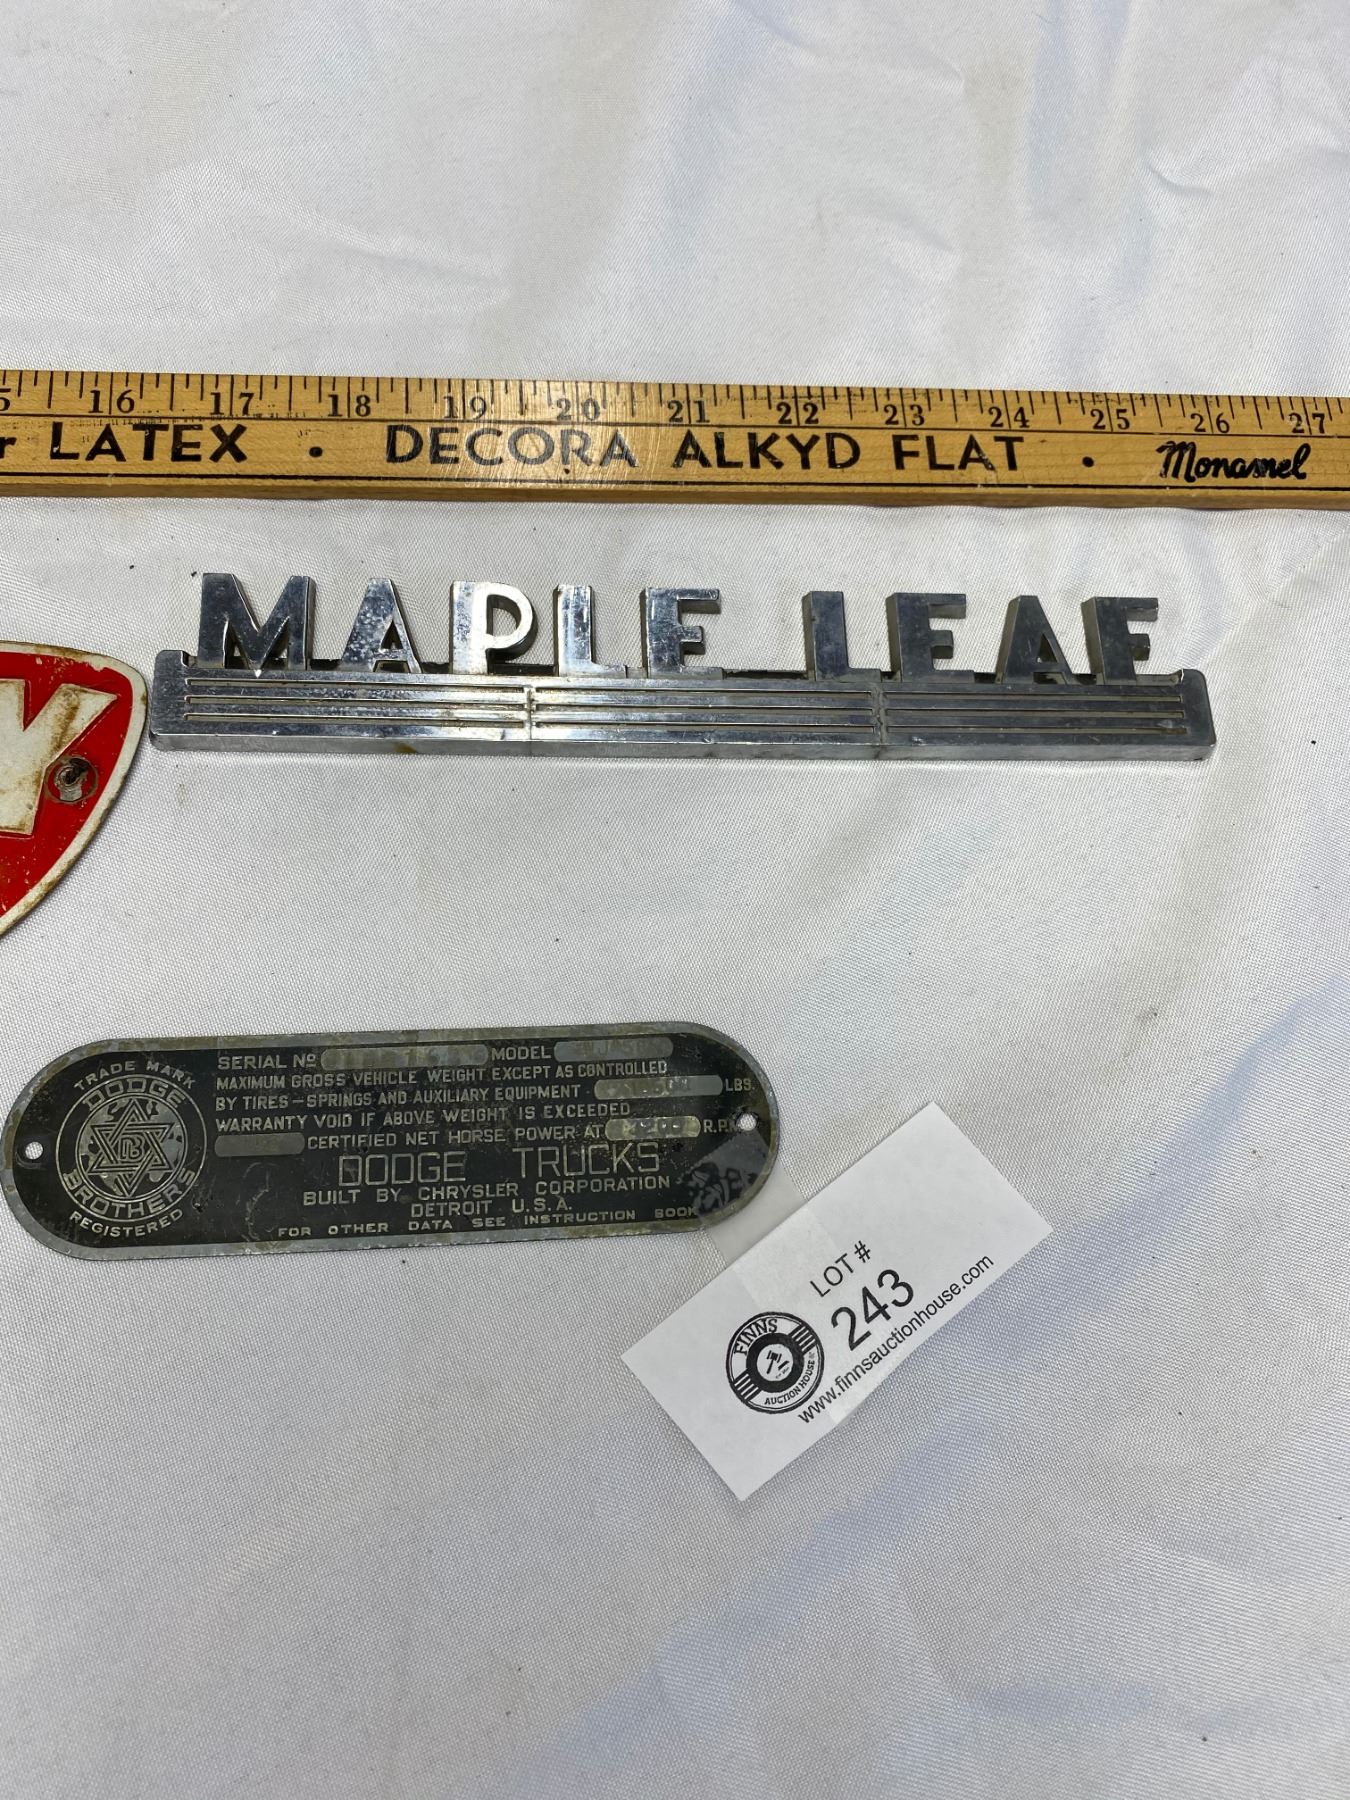 16 17 18 19 20 21 22 23 24 25 26 27
LATEX · DECORA ALKYD FLAT · Monamel
MAPLE LEAF
TRADE MARK
DODGE
BROTHERS
REGISTERED
DB
SERIAL Nº MODEL
MAXIMUM GROSS VEHICLE WEIGHT EXCEPT AS CONTROLLED
BY TIRES – SPRINGS AND AUXILIARY EQUIPMENT LBS.
WARRANTY VOID IF ABOVE WEIGHT IS EXCEEDED
CERTIFIED NET HORSE POWER AT R.P.M.
DODGE TRUCKS
BUILT BY CHRYSLER CORPORATION
DETROIT U.S.A.
FOR OTHER DATA SEE INSTRUCTION BOOK
LOT #
243
www.finnsauctionhouse.com
FINNS
AUCTION HOUSE